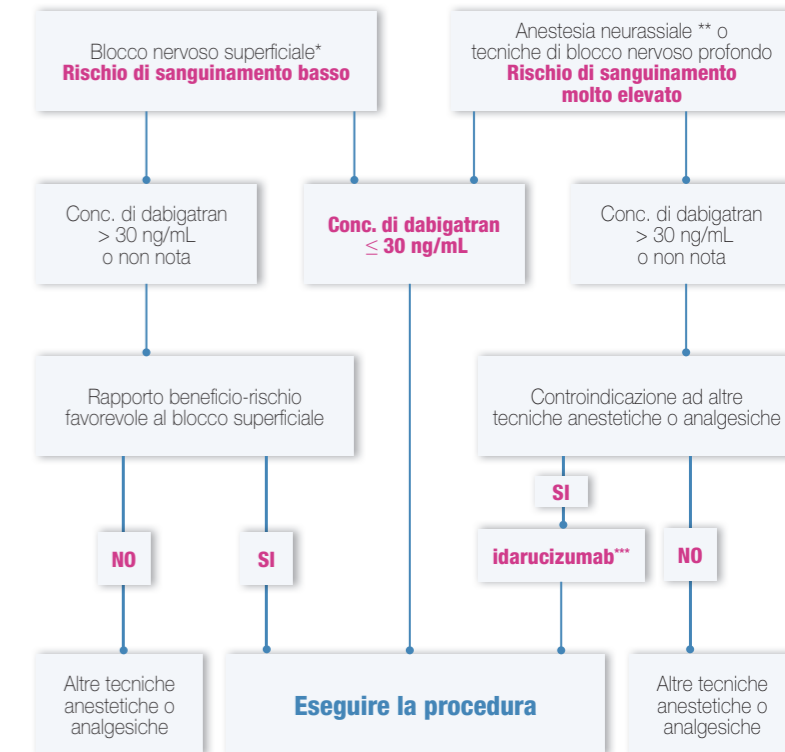 Blocco nervoso superficiale*
Rischio di sanguinamento basso
Anestesia neurassiale ** o
tecniche di blocco nervoso profondo
Rischio di sanguinamento
molto elevato
Conc. di dabigatran
> 30 ng/mL
o non nota
Conc. di dabigatran
≤ 30 ng/mL
Conc. di dabigatran
> 30 ng/mL
o non nota
Rapporto beneficio-rischio
favorevole al blocco superficiale
Controindicazione ad altre
tecniche anestetiche o analgesiche
SI
NO
SI
idarucizumab***
NO
Altre tecniche
anestetiche o
analgesiche
Eseguire la procedura
Altre tecniche
anestetiche o
analgesiche